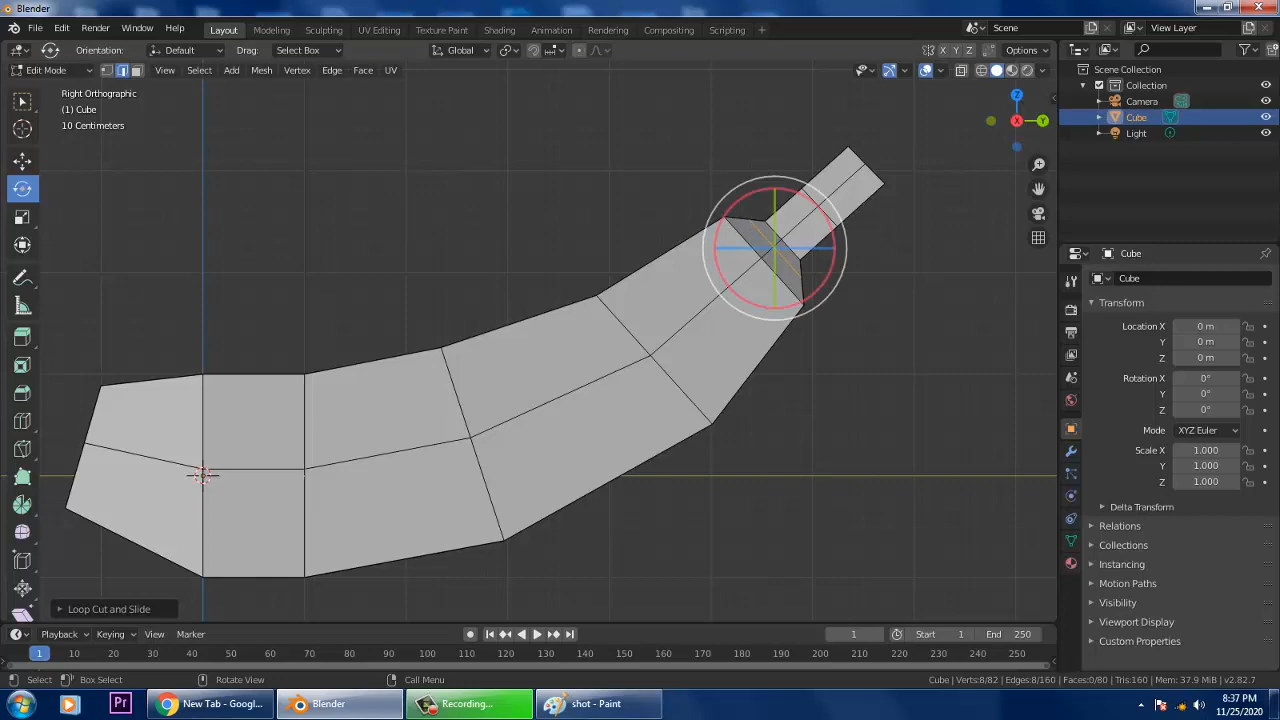 Blender
File Edit Render Window Help Layout Modeling Sculpting UV Editing Texture Paint Shading Animation Rendering Compositing Scripting + Scene View Layer
Orientation: Default Drag: Select Box Global X Y Z Options
Edit Mode View Select Add Mesh Vertex Edge Face UV
Right Orthographic
(1) Cube
10 Centimeters
Z
X
Y
Loop Cut and Slide
Scene Collection
Collection
Camera
Cube
Light
Cube
Cube
Transform
Location X 0 m
Y 0 m
Z 0 m
Rotation X 0°
Y 0°
Z 0°
Mode XYZ Euler
Scale X 1.000
Y 1.000
Z 1.000
Delta Transform
Relations
Collections
Instancing
Motion Paths
Visibility
Viewport Display
Custom Properties
Playback Keying View Marker 1 Start 1 End 250
1 10 20 30 40 50 60 70 80 90 100 110 120 130 140 150 160 170 180 190 200 210 220 230 240 250
Select Box Select Rotate View Call Menu Cube | Verts:8/82 | Edges:8/160 | Faces:0/80 | Tris:160 | Mem: 37.9 MiB | v2.82.7
Pr New Tab - Googl... Blender Recording... shot - Paint 8:37 PM
11/25/2020